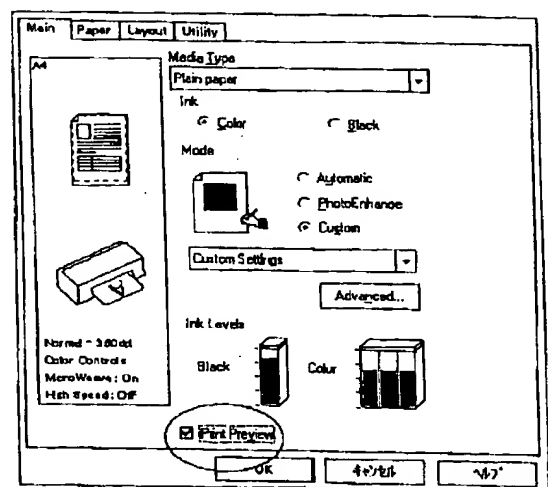 Main Paper Layout Utility
A4
Media Type
Plain paper
Ink
Color Black
Mode
Automatic
PhotoEnhance
Custom
Custom Settings
Advanced...
Ink Levels
Black Color
Normal - 360 dpi
Color Controls
MicroWeave : On
High Speed : Off
Print Preview
OK キャンセル ヘルプ